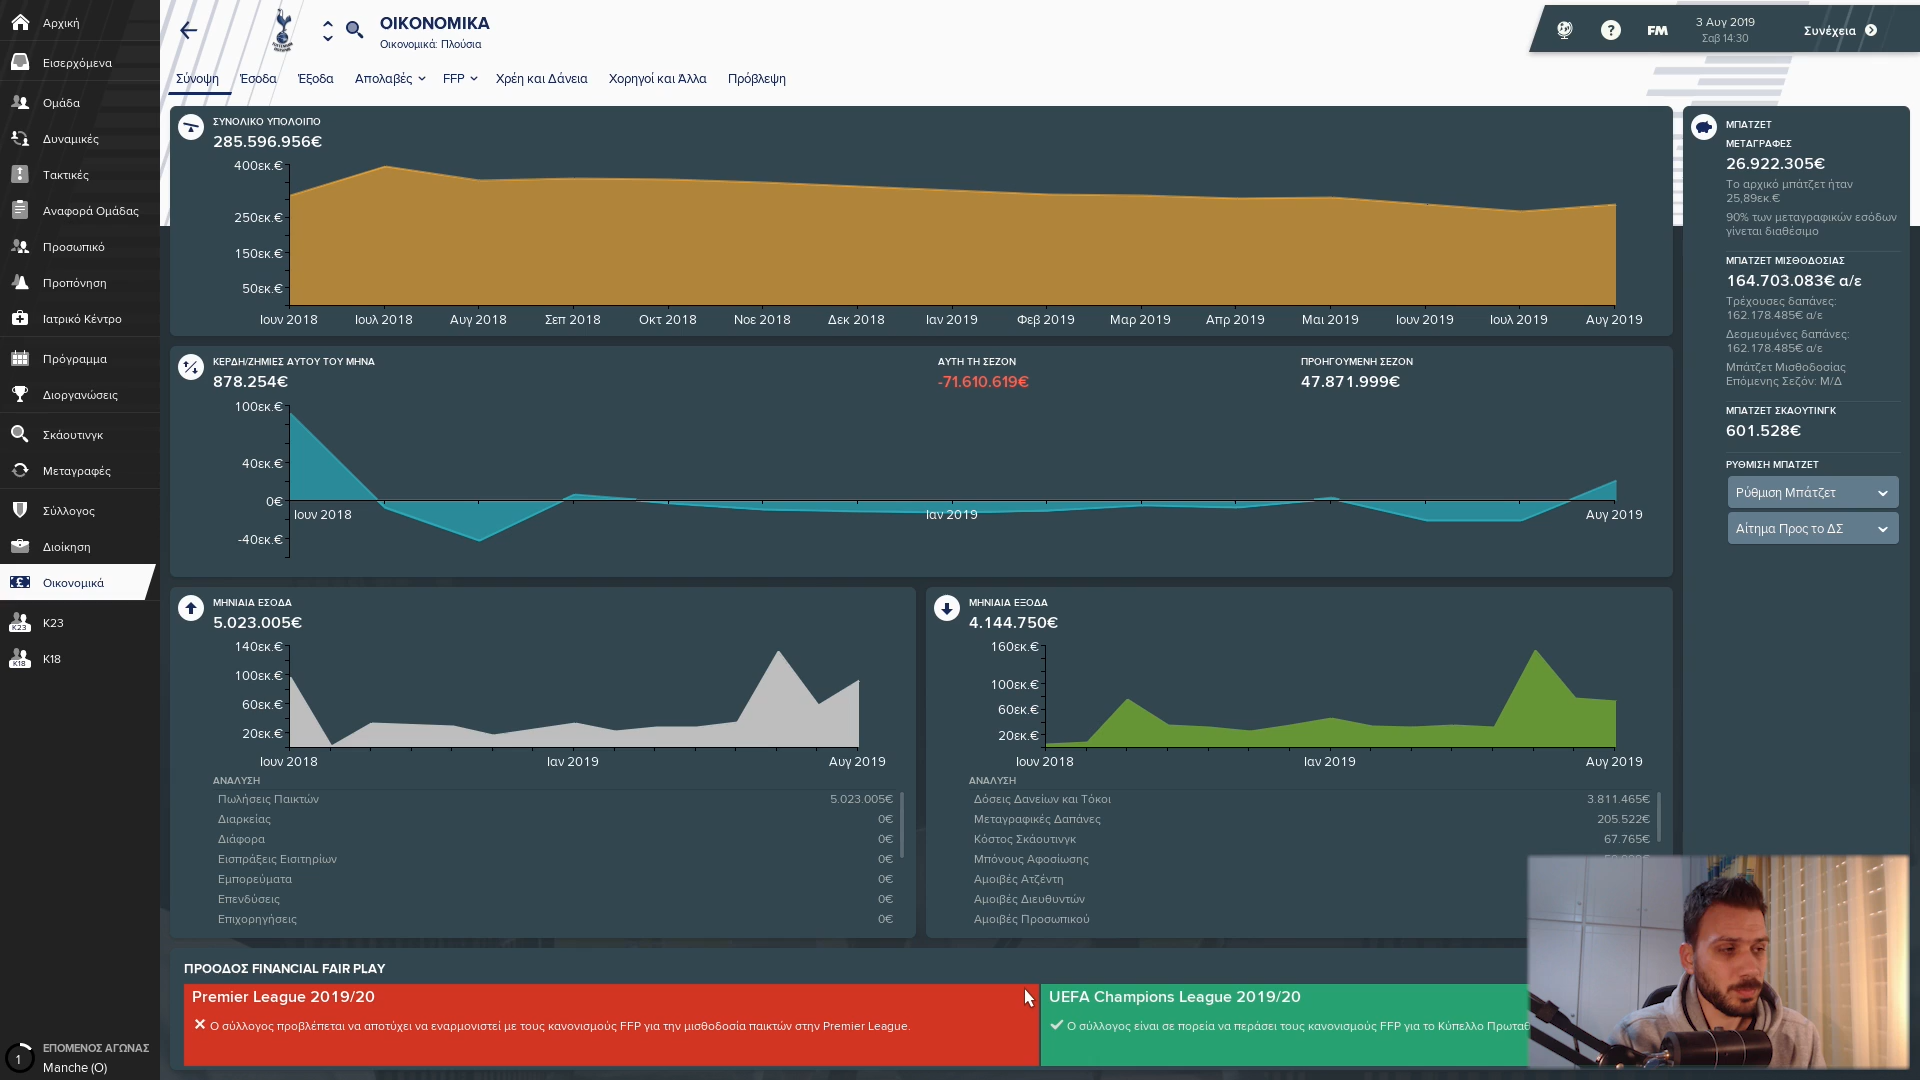 Αρχική
Εισερχόμενα
Ομάδα
Δυναμικές
Τακτικές
Αναφορά Ομάδας
Προσωπικό
Προπόνηση
Ιατρικό Κέντρο
Πρόγραμμα
Διοργανώσεις
Σκάουτινγκ
Μεταγραφές
Σύλλογος
Διοίκηση
Οικονομικά
K23
K23
K18
K18
1
ΕΠΟΜΕΝΟΣ ΑΓΩΝΑΣ
Manche (Ο)
ΟΙΚΟΝΟΜΙΚΑ
Οικονομικά: Πλούσια
FM
3 Αυγ 2019
Σαβ 14:30
Συνέχεια
Σύνοψη Έσοδα Έξοδα Απολαβές FFP Χρέη και Δάνεια Χορηγοί και Άλλα Πρόβλεψη
ΣΥΝΟΛΙΚΟ ΥΠΟΛΟΙΠΟ
285.596.956€
400εκ.€
250εκ.€
150εκ.€
50εκ.€
Ιουν 2018 Ιουλ 2018 Αυγ 2018 Σεπ 2018 Οκτ 2018 Νοε 2018 Δεκ 2018 Ιαν 2019 Φεβ 2019 Μαρ 2019 Απρ 2019 Μαι 2019 Ιουν 2019 Ιουλ 2019 Αυγ 2019
ΚΕΡΔΗ/ΖΗΜΙΕΣ ΑΥΤΟΥ ΤΟΥ ΜΗΝΑ
878.254€
ΑΥΤΗ ΤΗ ΣΕΖΟΝ
-71.610.619€
ΠΡΟΗΓΟΥΜΕΝΗ ΣΕΖΟΝ
47.871.999€
100εκ.€
40εκ.€
0€
-40εκ.€
Ιουν 2018 Ιαν 2019 Αυγ 2019
ΜΗΝΙΑΙΑ ΕΣΟΔΑ
5.023.005€
140εκ.€
100εκ.€
60εκ.€
20εκ.€
Ιουν 2018 Ιαν 2019 Αυγ 2019
ΑΝΑΛΥΣΗ
Πωλήσεις Παικτών 5.023.005€
Διαρκείας 0€
Διάφορα 0€
Εισπράξεις Εισιτηρίων 0€
Εμπορεύματα 0€
Επενδύσεις 0€
Επιχορηγήσεις 0€
ΜΗΝΙΑΙΑ ΕΞΟΔΑ
4.144.750€
160εκ.€
100εκ.€
60εκ.€
20εκ.€
Ιουν 2018 Ιαν 2019 Αυγ 2019
ΑΝΑΛΥΣΗ
Δόσεις Δανείων και Τόκοι 3.811.465€
Μεταγραφικές Δαπάνες 205.522€
Κόστος Σκάουτινγκ 67.765€
Μπόνους Αφοσίωσης
Αμοιβές Ατζέντη
Αμοιβές Διευθυντών
Αμοιβές Προσωπικού
ΜΠΑΤΖΕΤ
ΜΕΤΑΓΡΑΦΕΣ
26.922.305€
Το αρχικό μπάτζετ ήταν
25,89εκ.€
90% των μεταγραφικών εσόδων
γίνεται διαθέσιμο
ΜΠΑΤΖΕΤ ΜΙΣΘΟΔΟΣΙΑΣ
164.703.083€ α/ε
Τρέχουσες δαπάνες:
162.178.485€ α/ε
Δεσμευμένες δαπάνες:
162.178.485€ α/ε
Μπάτζετ Μισθοδοσίας
Επόμενης Σεζόν: Μ/Δ
ΜΠΑΤΖΕΤ ΣΚΑΟΥΤΙΝΓΚ
601.528€
ΡΥΘΜΙΣΗ ΜΠΑΤΖΕΤ
Ρύθμιση Μπάτζετ
Αίτημα Προς το ΔΣ
ΠΡΟΟΔΟΣ FINANCIAL FAIR PLAY
Premier League 2019/20
Ο σύλλογος προβλέπεται να αποτύχει να εναρμονιστεί με τους κανονισμούς FFP για την μισθοδοσία παικτών στην Premier League.
UEFA Champions League 2019/20
Ο σύλλογος είναι σε πορεία να περάσει τους κανονισμούς FFP για το Κύπελλο